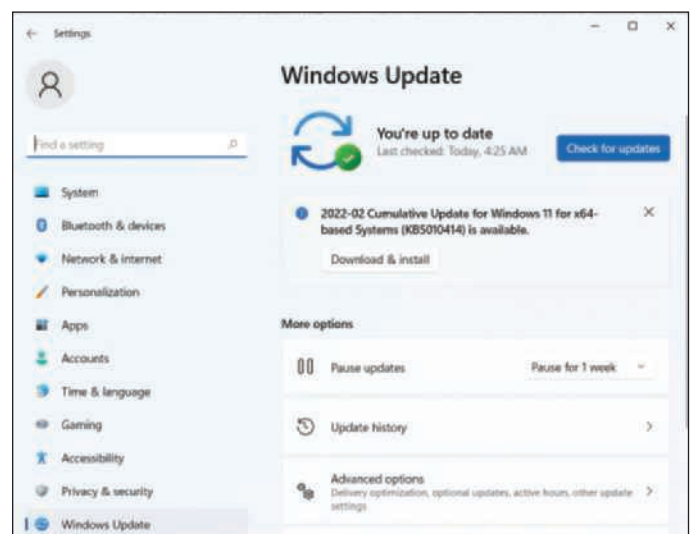 Settings
Windows Update
You're up to date
Last checked: Today, 4:25 AM
Check for updates
Find a setting
2022-02 Cumulative Update for Windows 11 for x64-
based Systems (KB5010414) is available.
Download & install
System
Bluetooth & devices
Network & internet
Personalization
Apps
Accounts
Time & language
Gaming
Accessibility
Privacy & security
Windows Update
More options
Pause updates
Pause for 1 week
Update history
Advanced options
Delivery optimization, optional updates, active hours, other update
settings